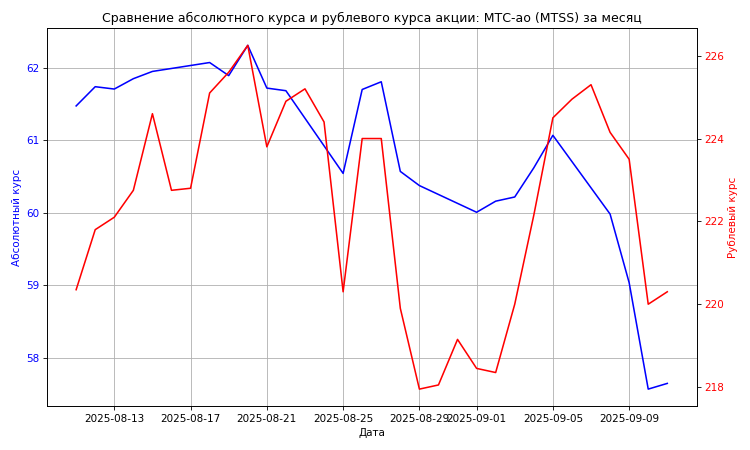 Сравнение абсолютного курса и рублевого курса акции: МТС-ао (MTSS) за месяц
62
61
60
59
58
Абсолютный курс
226
224
222
220
218
Рублевый курс
2025-08-13 2025-08-17 2025-08-21 2025-08-25 2025-08-29 2025-09-01 2025-09-05 2025-09-09
Дата